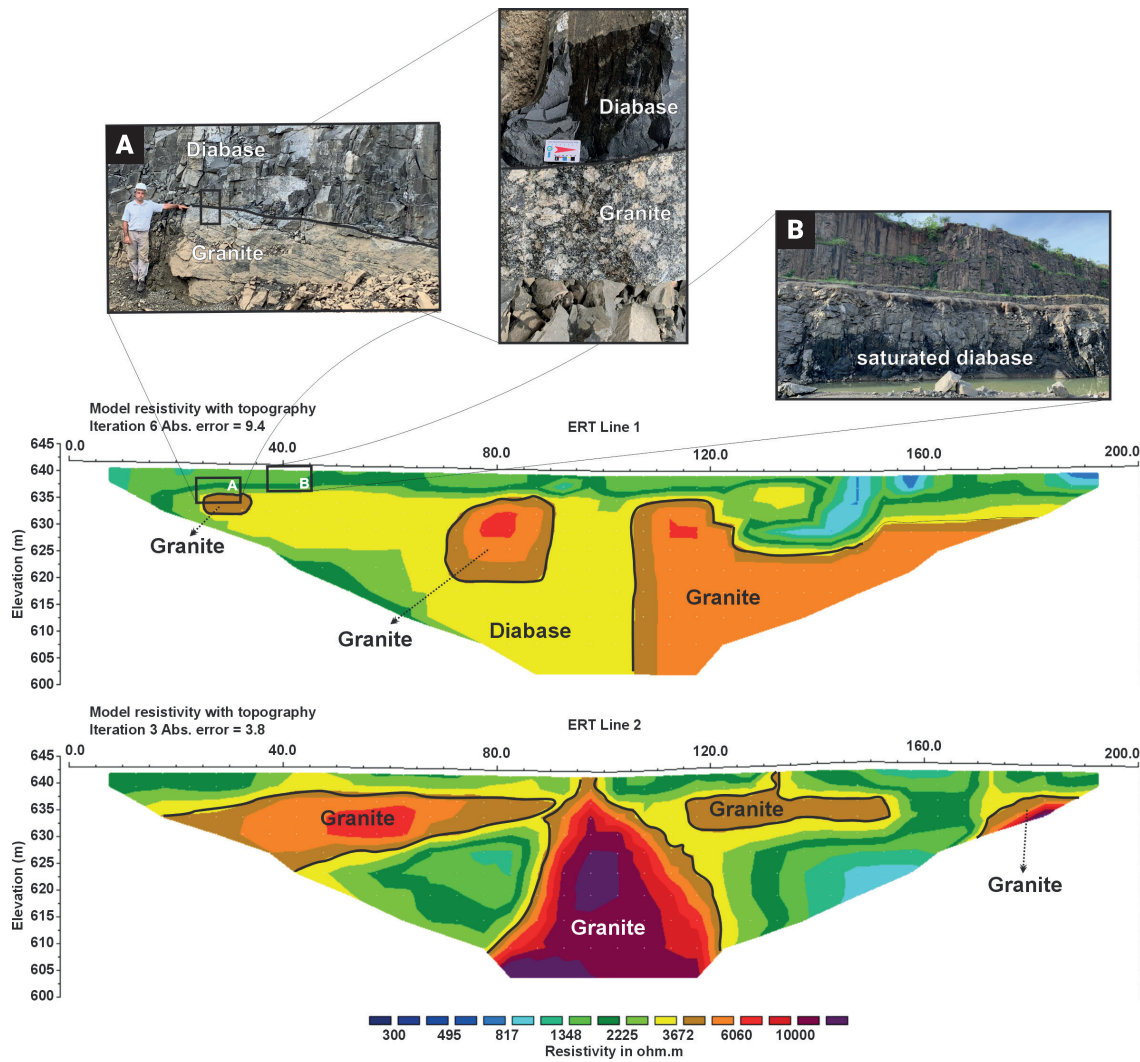 A
Diabase
Granite
Diabase
Granite
B
saturated diabase
Model resistivity with topography
Iteration 6 Abs. error = 9.4
ERT Line 1
0.0
40.0
80.0
120.0
160.0
200.0
645
640
635
630
625
620
615
610
605
600
Elevation (m)
A
B
Granite
Granite
Diabase
Granite
Model resistivity with topography
Iteration 3 Abs. error = 3.8
ERT Line 2
0.0
40.0
80.0
120.0
160.0
200.0
645
640
635
630
625
620
615
610
605
600
Elevation (m)
Granite
Granite
Granite
Granite
300 495 817 1348 2225 3672 6060 10000
Resistivity in ohm.m